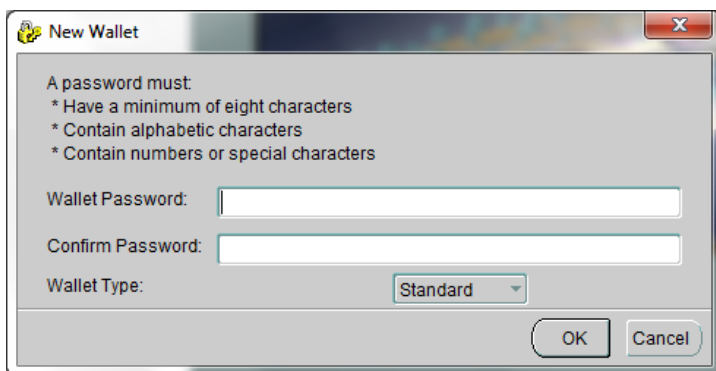 New Wallet
A password must:
* Have a minimum of eight characters
* Contain alphabetic characters
* Contain numbers or special characters
Wallet Password:
Confirm Password:
Wallet Type: Standard
OK Cancel